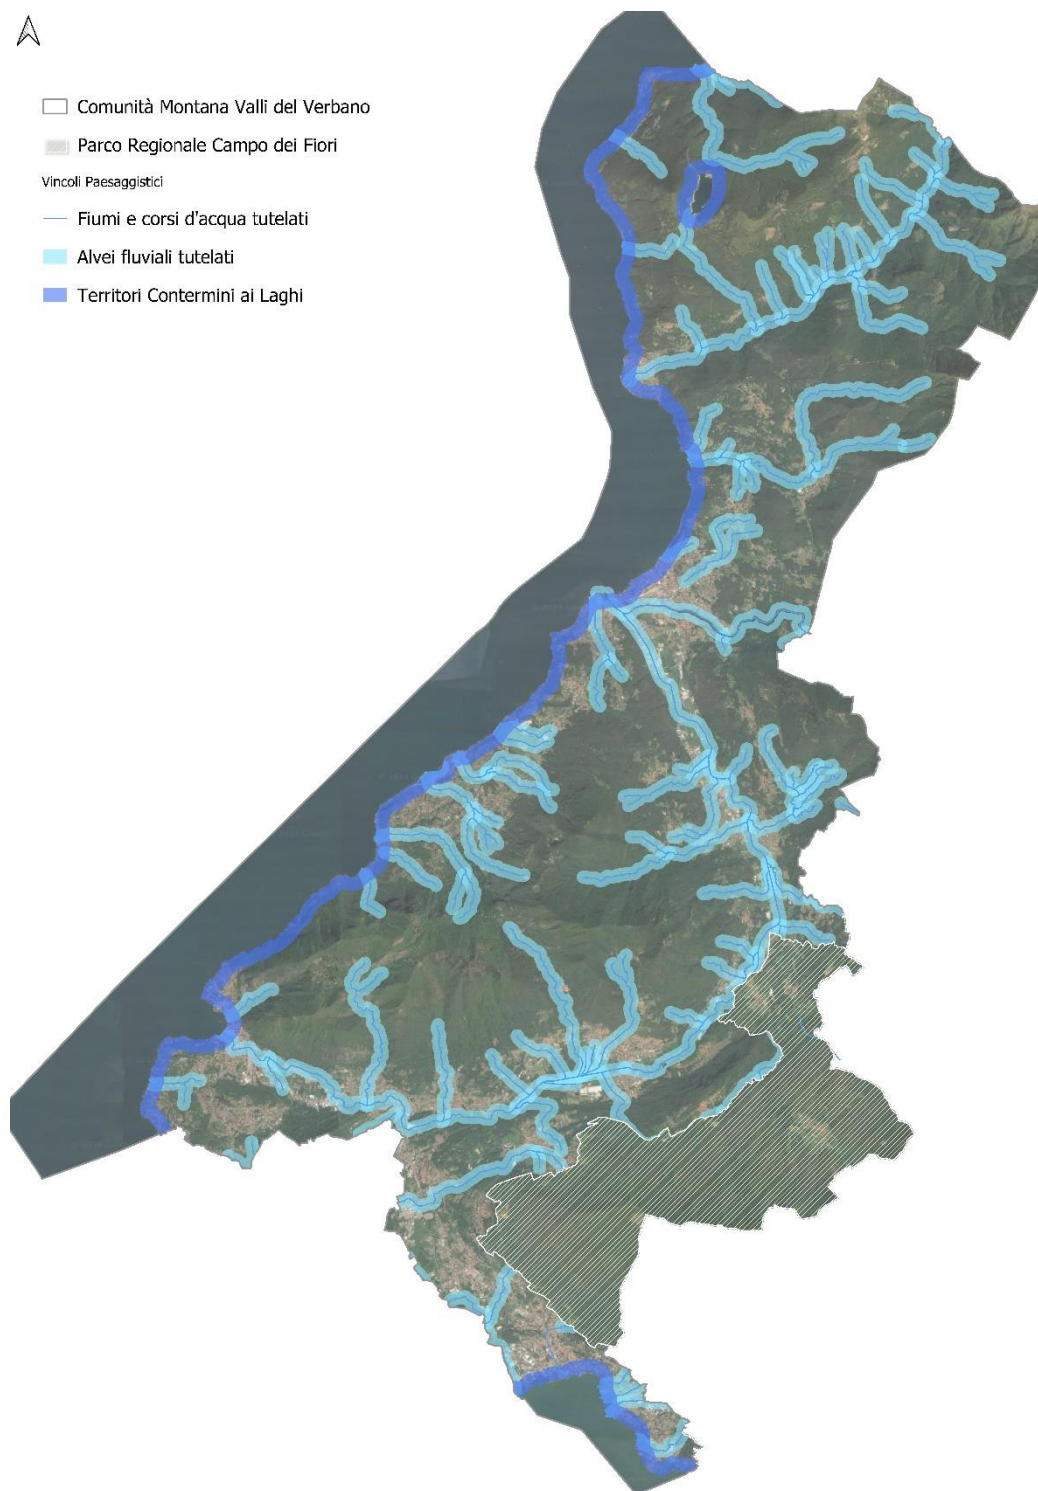 Comunità Montana Valli del Verbano
Parco Regionale Campo dei Fiori
Vincoli Paesaggistici
Fiumi e corsi d'acqua tutelati
Alvei fluviali tutelati
Territori Contermini ai Laghi